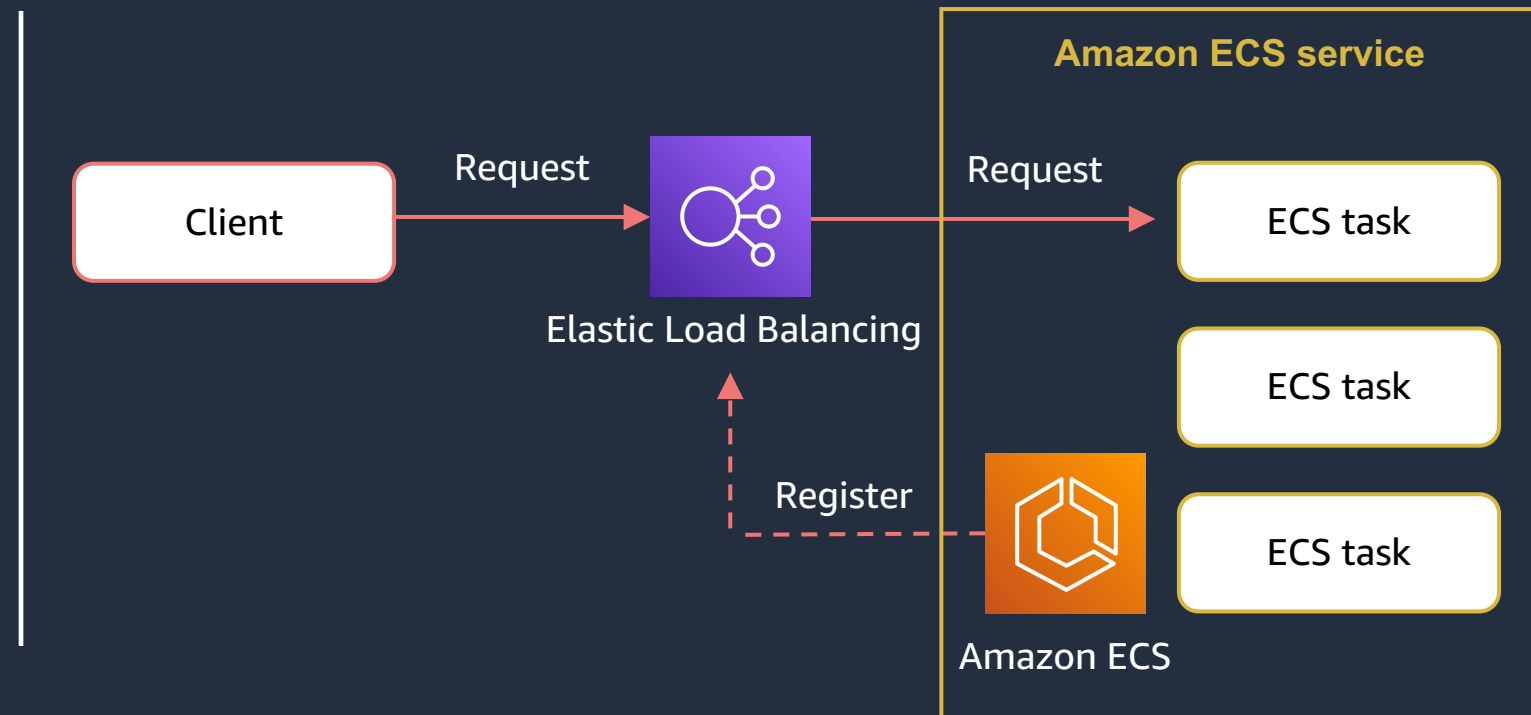 Amazon ECS service
Request
Request
Client
ECS task
Elastic Load Balancing
ECS task
Register
ECS task
Amazon ECS